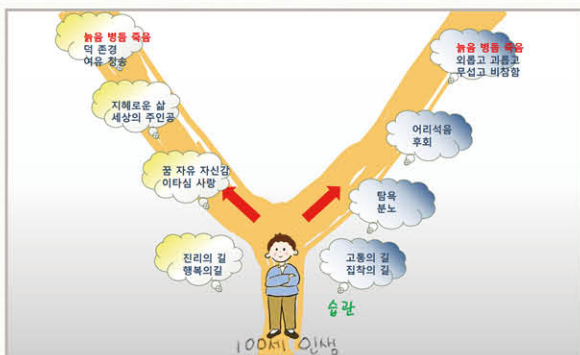 늙음 병듦 죽음
덕 존경
여유 칭송
지혜로운 삶
세상의 주인공
꿈 자유 자신감
이타심 사랑
진리의 길
행복의길
늙음 병듦 죽음
외롭고 괴롭고
무섭고 비참함
어리석음
후회
탐욕
분노
고통의 길
집착의 길
습관
100세 인생